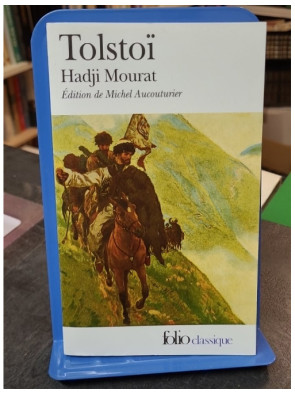 Tolstoï
Hadji Mourat
Édition de Michel Aucouturier
folio classique